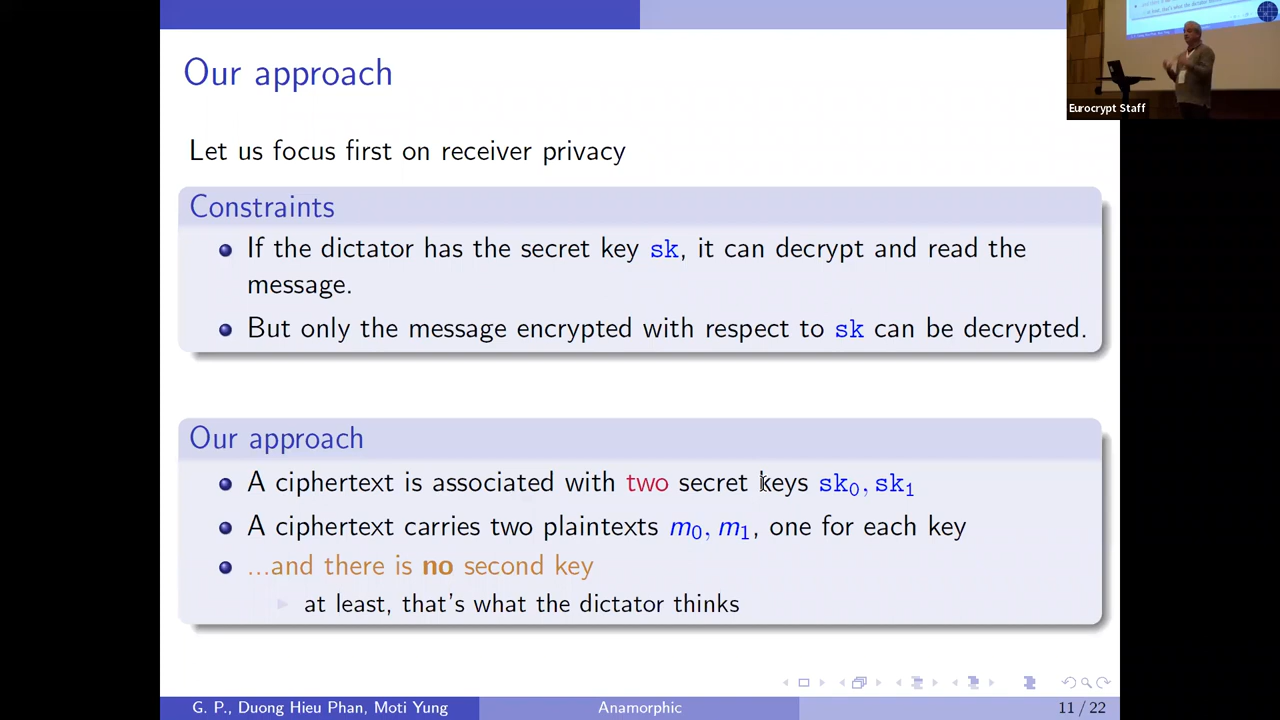 Our approach
Eurocrypt Staff
Let us focus first on receiver privacy
Constraints
If the dictator has the secret key sk, it can decrypt and read the
message.
But only the message encrypted with respect to sk can be decrypted.
Our approach
A ciphertext is associated with two secret keys sk₀, sk₁
A ciphertext carries two plaintexts m₀, m₁, one for each key
...and there is no second key
at least, that's what the dictator thinks
G. P., Duong Hieu Phan, Moti Yung
Anamorphic
11 / 22